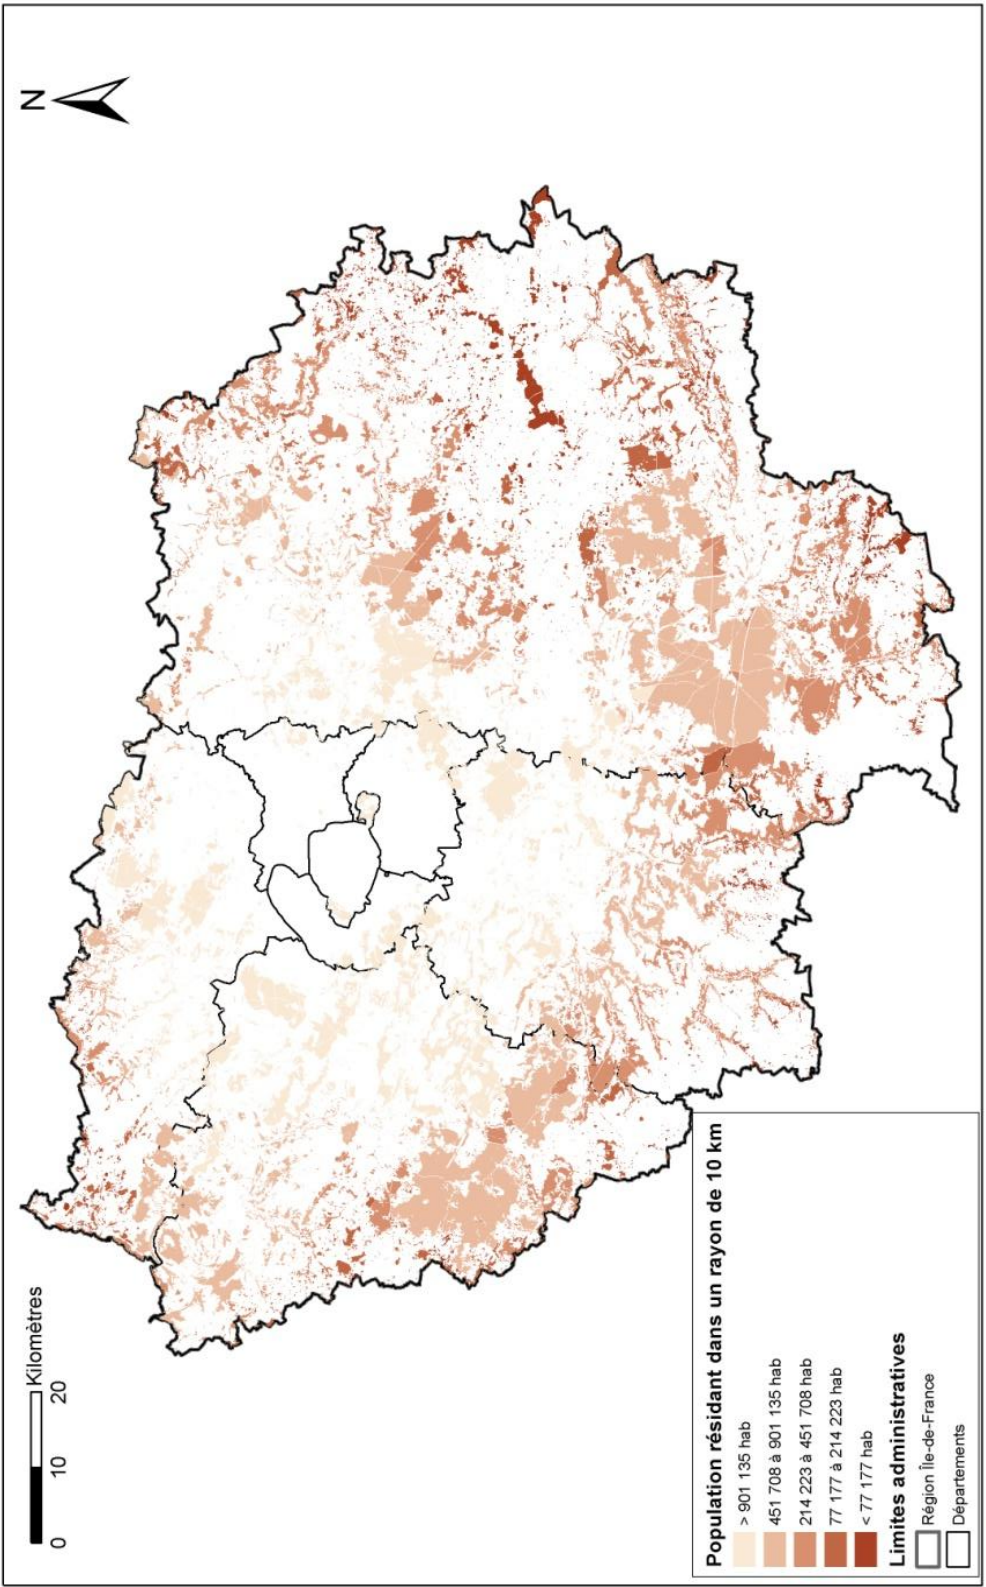 N
Kilomètres
0 10 20
Population résidant dans un rayon de 10 km
> 901 135 hab
451 708 à 901 135 hab
214 223 à 451 708 hab
77 177 à 214 223 hab
< 77 177 hab
Limites administratives
Région Île-de-France
Départements